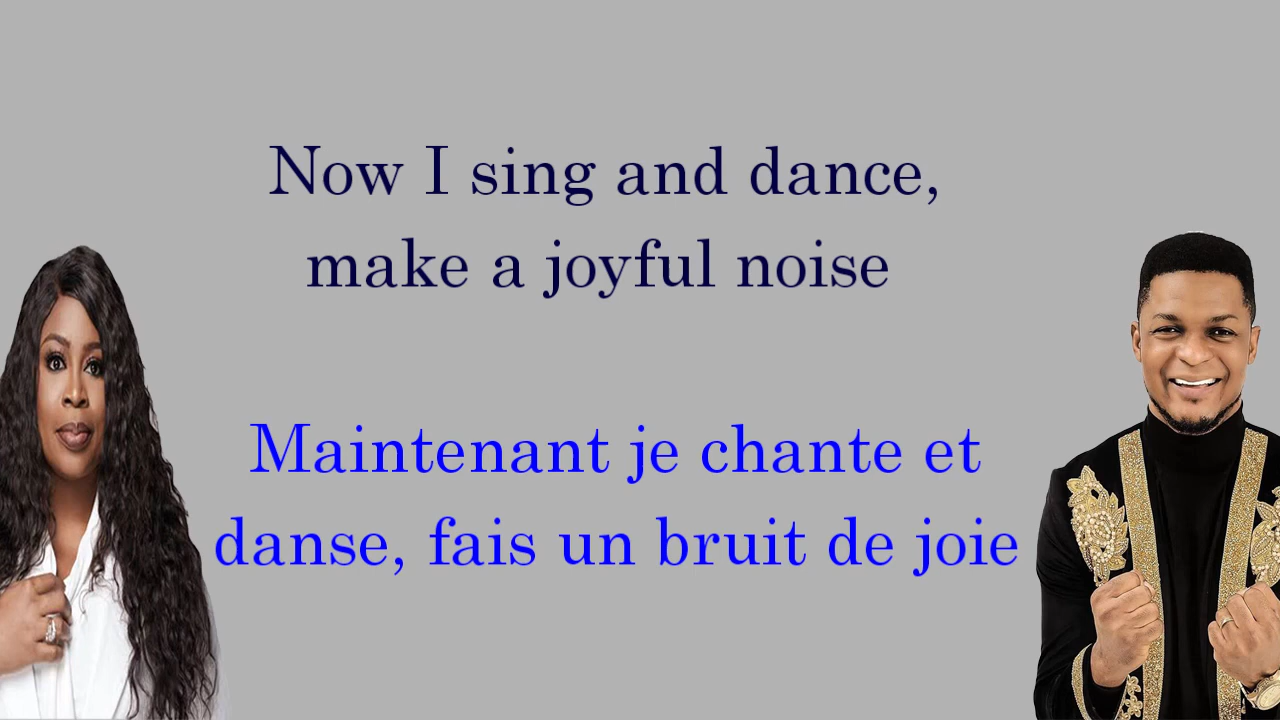 Now I sing and dance,
make a joyful noise
Maintenant je chante et
danse, fais un bruit de joie